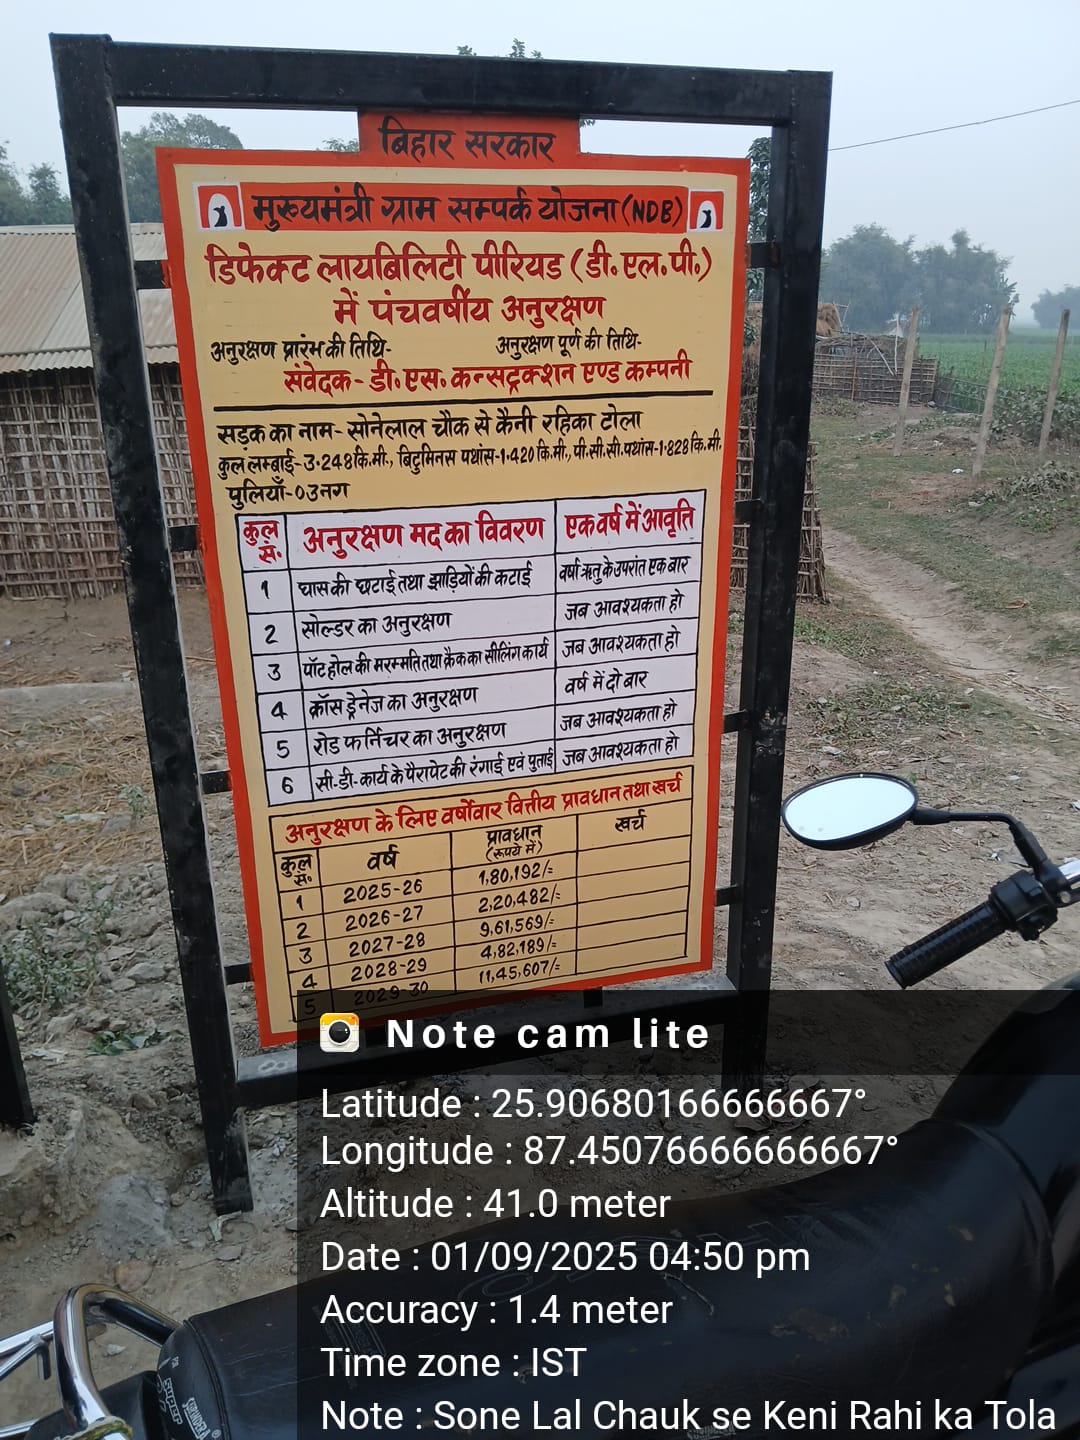 बिहार सरकार
मुख्यमंत्री ग्राम सम्पर्क योजना (NDB)
डिफेक्ट लायबिलिटी पीरियड (डी.एल.पी.)
में पंचवर्षीय अनुरक्षण
अनुरक्षण प्रारंभ की तिथि- अनुरक्षण पूर्ण की तिथि-
संवेदक- डी.एस. कन्सट्रक्शन एण्ड कम्पनी
सड़क का नाम- सोनेलाल चौक से कैनी रहिका टोला
कुल लम्बाई- 3.248 कि.मी., बिटुमिनस पथांस-1.420 कि.मी., पी.सी.सी. पथांस-1.828 कि.मी.
पुलियाँ-03 नग
कुल सं. अनुरक्षण मद का विवरण एक वर्ष में आवृति
1 घास की छटाई तथा झाड़ियों की कटाई वर्षा ऋतु के उपरांत एक बार
2 सोल्डर का अनुरक्षण जब आवश्यकता हो
3 पॉट होल की मरम्मति तथा क्रैक का सीलिंग कार्य जब आवश्यकता हो
4 क्रॉस ड्रेनेज का अनुरक्षण वर्ष में दो बार
5 रोड फर्निचर का अनुरक्षण जब आवश्यकता हो
6 सी-डी-कार्य के पैरापेट की रंगाई एवं पुताई जब आवश्यकता हो
अनुरक्षण के लिए वर्षोवार वित्तीय प्रावधान तथा खर्च
कुल सं. वर्ष प्रावधान (रूपये में) खर्च
1 2025-26 1,80,192/=
2 2026-27 2,20,482/=
3 2027-28 9,61,569/=
4 2028-29 4,82,189/=
5 2029-30 11,45,607/=
Note cam lite
Latitude : 25.90680166666667°
Longitude : 87.45076666666667°
Altitude : 41.0 meter
Date : 01/09/2025 04:50 pm
Accuracy : 1.4 meter
Time zone : IST
Note : Sone Lal Chauk se Keni Rahi ka Tola